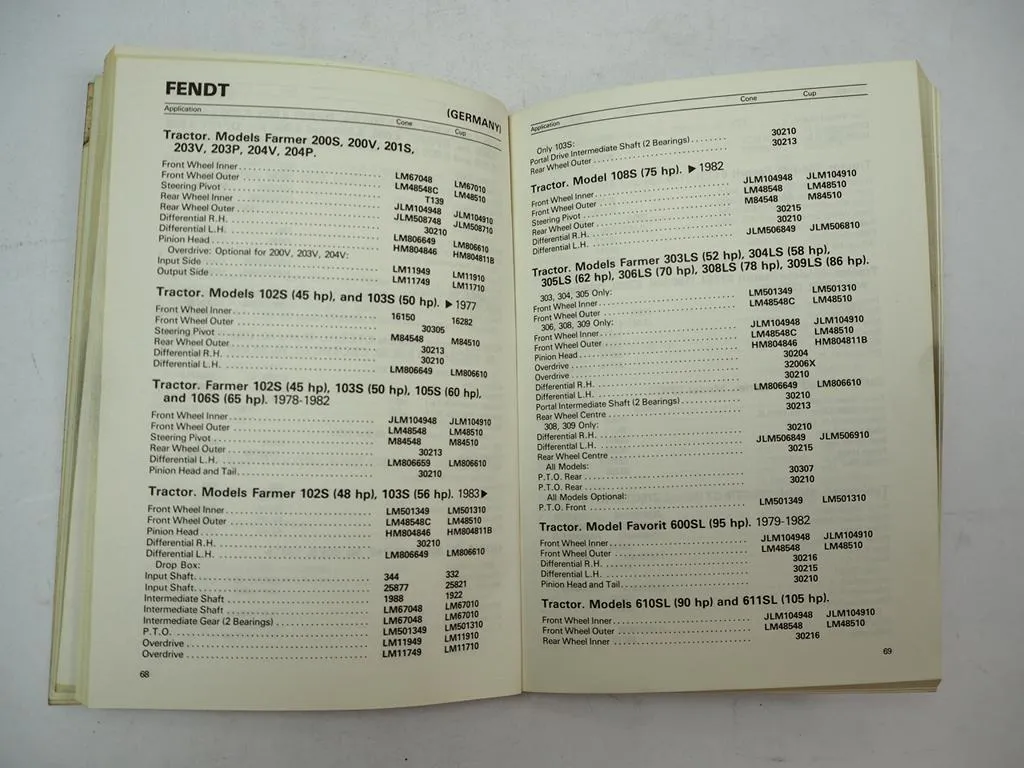 FENDT
(GERMANY)
Application Cone Cup
Tractor. Models Farmer 200S, 200V, 201S,
203V, 203P, 204V, 204P.
Front Wheel Inner LM67048 LM67010
Front Wheel Outer LM48548C LM48510
Steering Pivot T139
Rear Wheel Inner JLM104948 JLM104910
Rear Wheel Outer JLM508748 JLM508710
Differential R.H. 30210
Differential L.H. LM806649 LM806610
Pinion Head HM804846 HM804811B
Overdrive: Optional for 200V, 203V, 204V:
Input Side LM11949 LM11910
Output Side LM11749 LM11710
Tractor. Models 102S (45 hp), and 103S (50 hp). ▶1977
Front Wheel Inner 16150 16282
Front Wheel Outer 30305
Steering Pivot M84548 M84510
Rear Wheel Outer 30213
Differential R.H. 30210
Differential L.H. LM806649 LM806610
Tractor. Farmer 102S (45 hp), 103S (50 hp), 105S (60 hp),
and 106S (65 hp). 1978-1982
Front Wheel Inner JLM104948 JLM104910
Front Wheel Outer LM48548 LM48510
Steering Pivot M84548 M84510
Rear Wheel Outer 30213
Differential L.H. LM806659 LM806610
Pinion Head and Tail 30210
Tractor. Models Farmer 102S (48 hp), 103S (56 hp). 1983▶
Front Wheel Inner LM501349 LM501310
Front Wheel Outer LM48548C LM48510
Pinion Head HM804846 HM804811B
Differential R.H. 30210
Differential L.H. LM806649 LM806610
Drop Box:
Input Shaft 344 332
Input Shaft 25877 25821
Intermediate Shaft 1988 1922
Intermediate Shaft LM67048 LM67010
Intermediate Gear (2 Bearings) LM67048 LM67010
P.T.O. LM501349 LM501310
Overdrive LM11949 LM11910
Overdrive LM11749 LM11710
68
Application Cone Cup
Only 103S:
Portal Drive Intermediate Shaft (2 Bearings) 30210
Rear Wheel Outer 30213
Tractor. Model 108S (75 hp). ▶1982
Front Wheel Inner JLM104948 JLM104910
Front Wheel Outer LM48548 LM48510
Steering Pivot M84548 M84510
Rear Wheel Outer 30215
Differential R.H. 30210
Differential L.H. JLM506849 JLM506810
Tractor. Models Farmer 303LS (52 hp), 304LS (58 hp),
305LS (62 hp), 306LS (70 hp), 308LS (78 hp), 309LS (86 hp).
303, 304, 305 Only:
Front Wheel Inner LM501349 LM501310
Front Wheel Outer LM48548C LM48510
306, 308, 309 Only:
Front Wheel Inner JLM104948 JLM104910
Front Wheel Outer LM48548C LM48510
Pinion Head HM804846 HM804811B
Overdrive 30204
Overdrive 32006X
Differential R.H. 30210
Differential L.H. LM806649 LM806610
Portal Intermediate Shaft (2 Bearings) 30210
Rear Wheel Centre 30213
308, 309 Only:
Differential R.H. 30210
Differential L.H. JLM506849 JLM506910
Rear Wheel Centre 30215
All Models:
P.T.O. Rear 30307
P.T.O. Rear 30210
All Models Optional:
P.T.O. Front LM501349 LM501310
Tractor. Model Favorit 600SL (95 hp). 1979-1982
Front Wheel Inner JLM104948 JLM104910
Front Wheel Outer LM48548 LM48510
Differential R.H. 30216
Differential L.H. 30215
Pinion Head and Tail 30210
Tractor. Models 610SL (90 hp) and 611SL (105 hp).
Front Wheel Inner JLM104948 JLM104910
Front Wheel Outer LM48548 LM48510
Rear Wheel Inner 30216
69